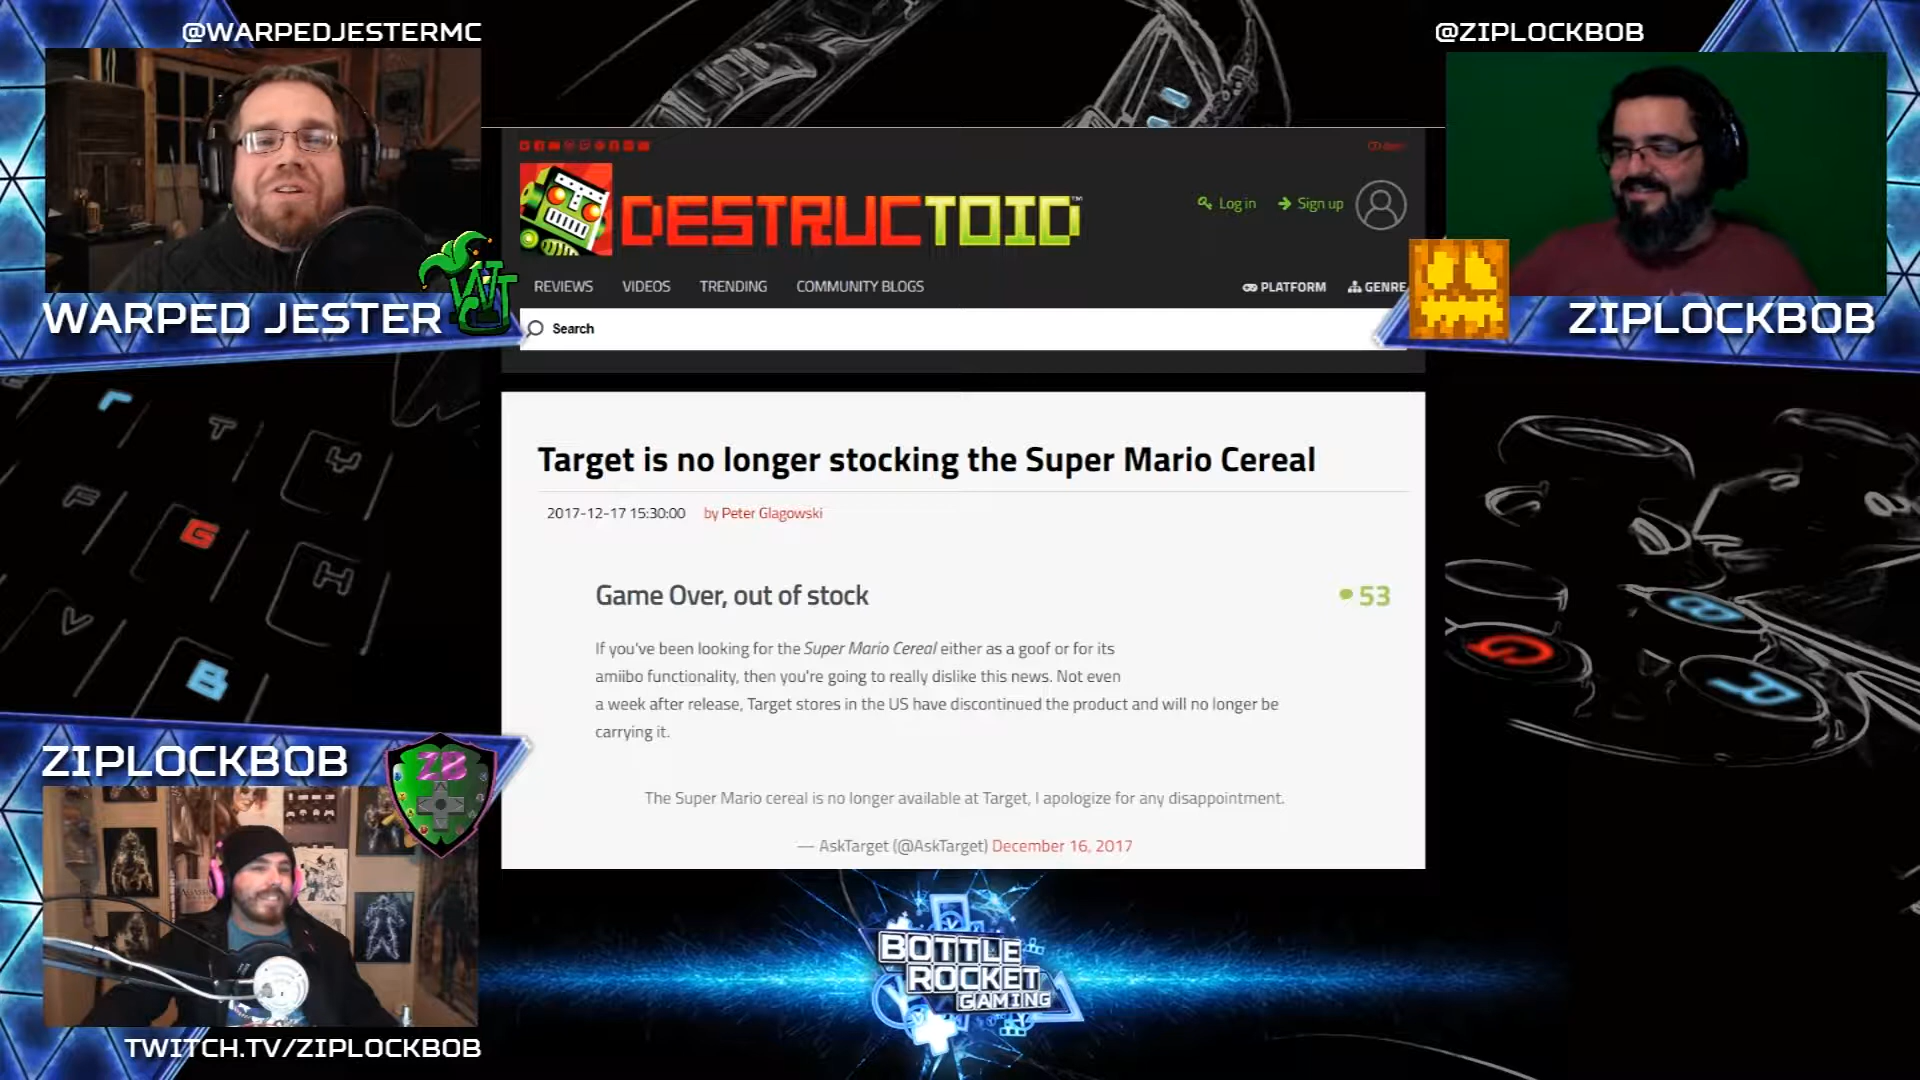 @WARPEDJESTERMC
@ZIPLOCKBOB
DESTRUCTOID
Log in
Sign up
REVIEWS
VIDEOS
TRENDING
COMMUNITY BLOGS
PLATFORM
GENRE
Search
WARPED JESTER
WJ
ZIPLOCKBOB
Target is no longer stocking the Super Mario Cereal
2017-12-17 15:30:00 by Peter Glagowski
Game Over, out of stock
53
If you've been looking for the Super Mario Cereal either as a goof or for its
amiibo functionality, then you're going to really dislike this news. Not even
a week after release, Target stores in the US have discontinued the product and will no longer be
carrying it.
The Super Mario cereal is no longer available at Target, I apologize for any disappointment.
— AskTarget (@AskTarget) December 16, 2017
T
Y
F
G
H
V
B
B
G
R
ZIPLOCKBOB
ZB
TWITCH.TV/ZIPLOCKBOB
BOTTLE
ROCKET
GAMING